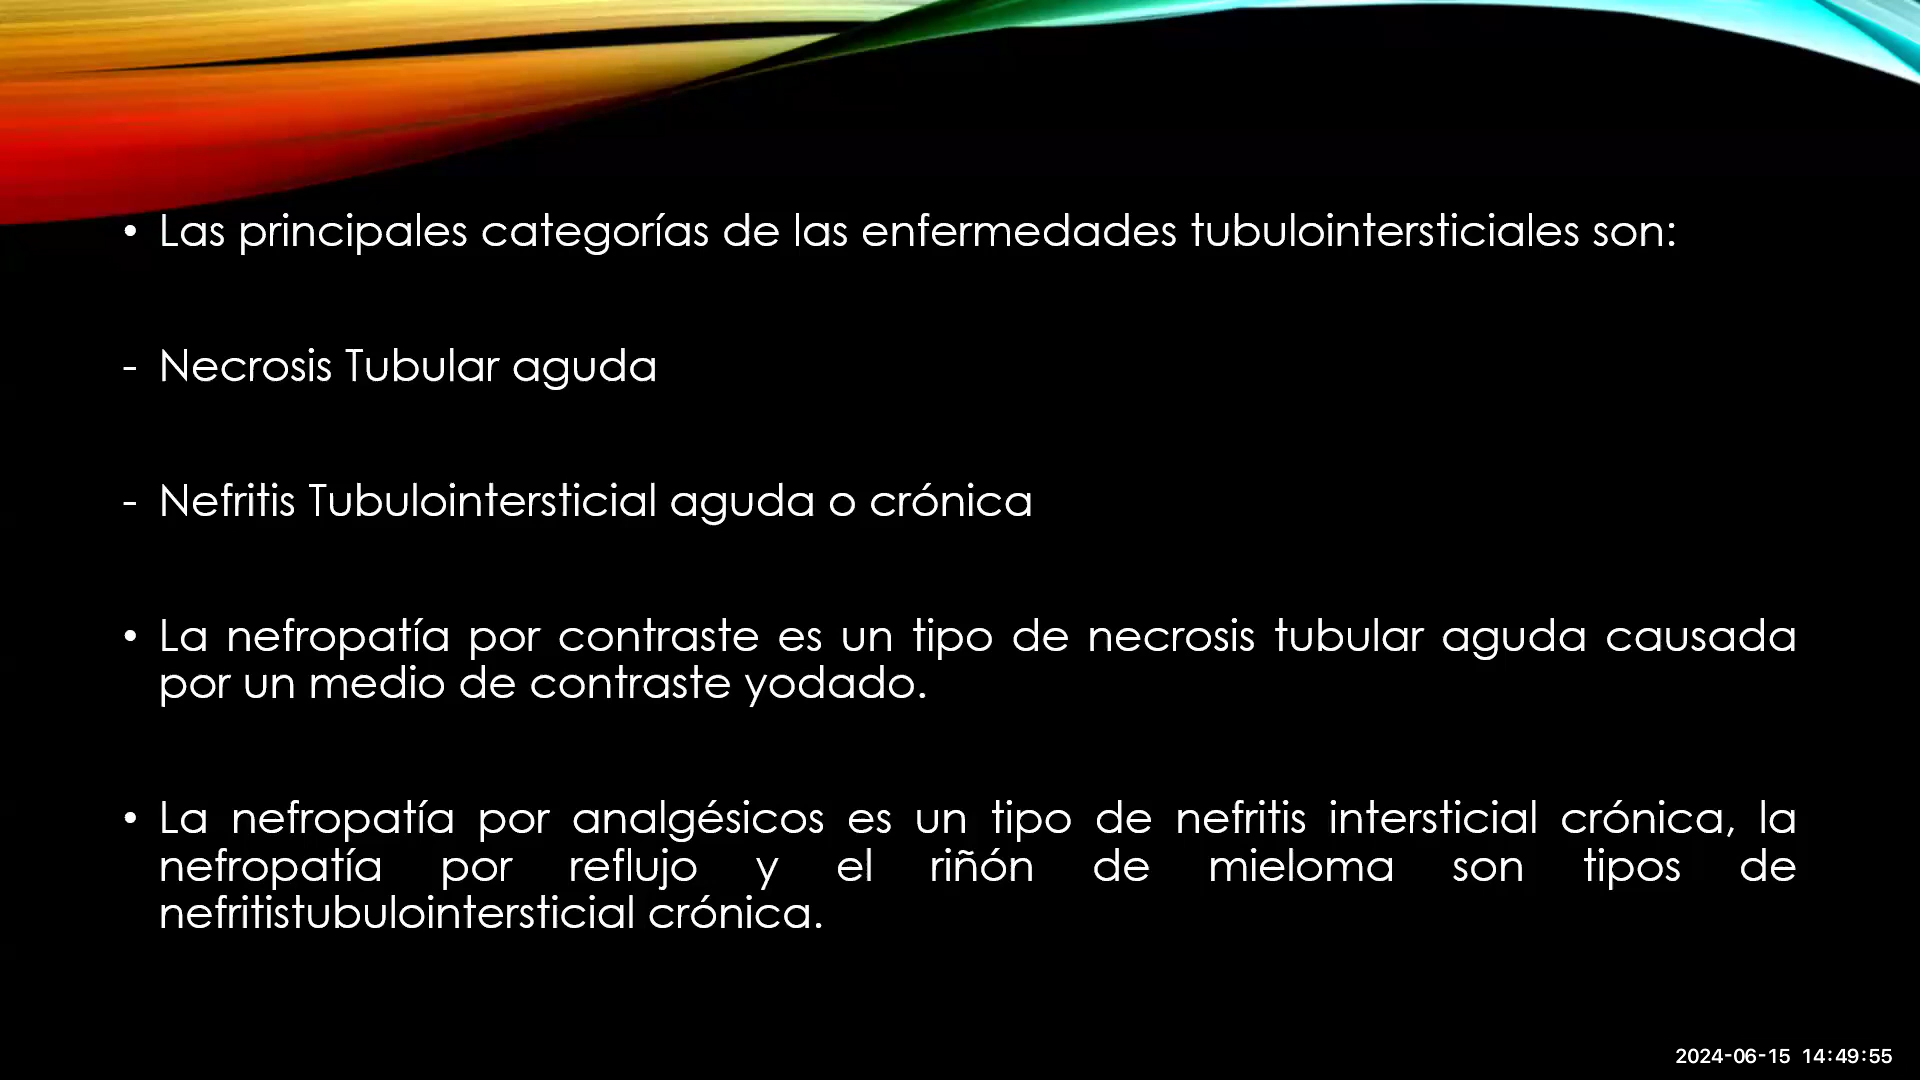 • Las principales categorías de las enfermedades tubulointersticiales son:
- Necrosis Tubular aguda
- Nefritis Tubulointersticial aguda o crónica
• La nefropatía por contraste es un tipo de necrosis tubular aguda causada
por un medio de contraste yodado.
• La nefropatía por analgésicos es un tipo de nefritis intersticial crónica, la
nefropatía por reflujo y el riñón de mieloma son tipos de
nefritistubulointersticial crónica.
2024-06-15 14:49:55